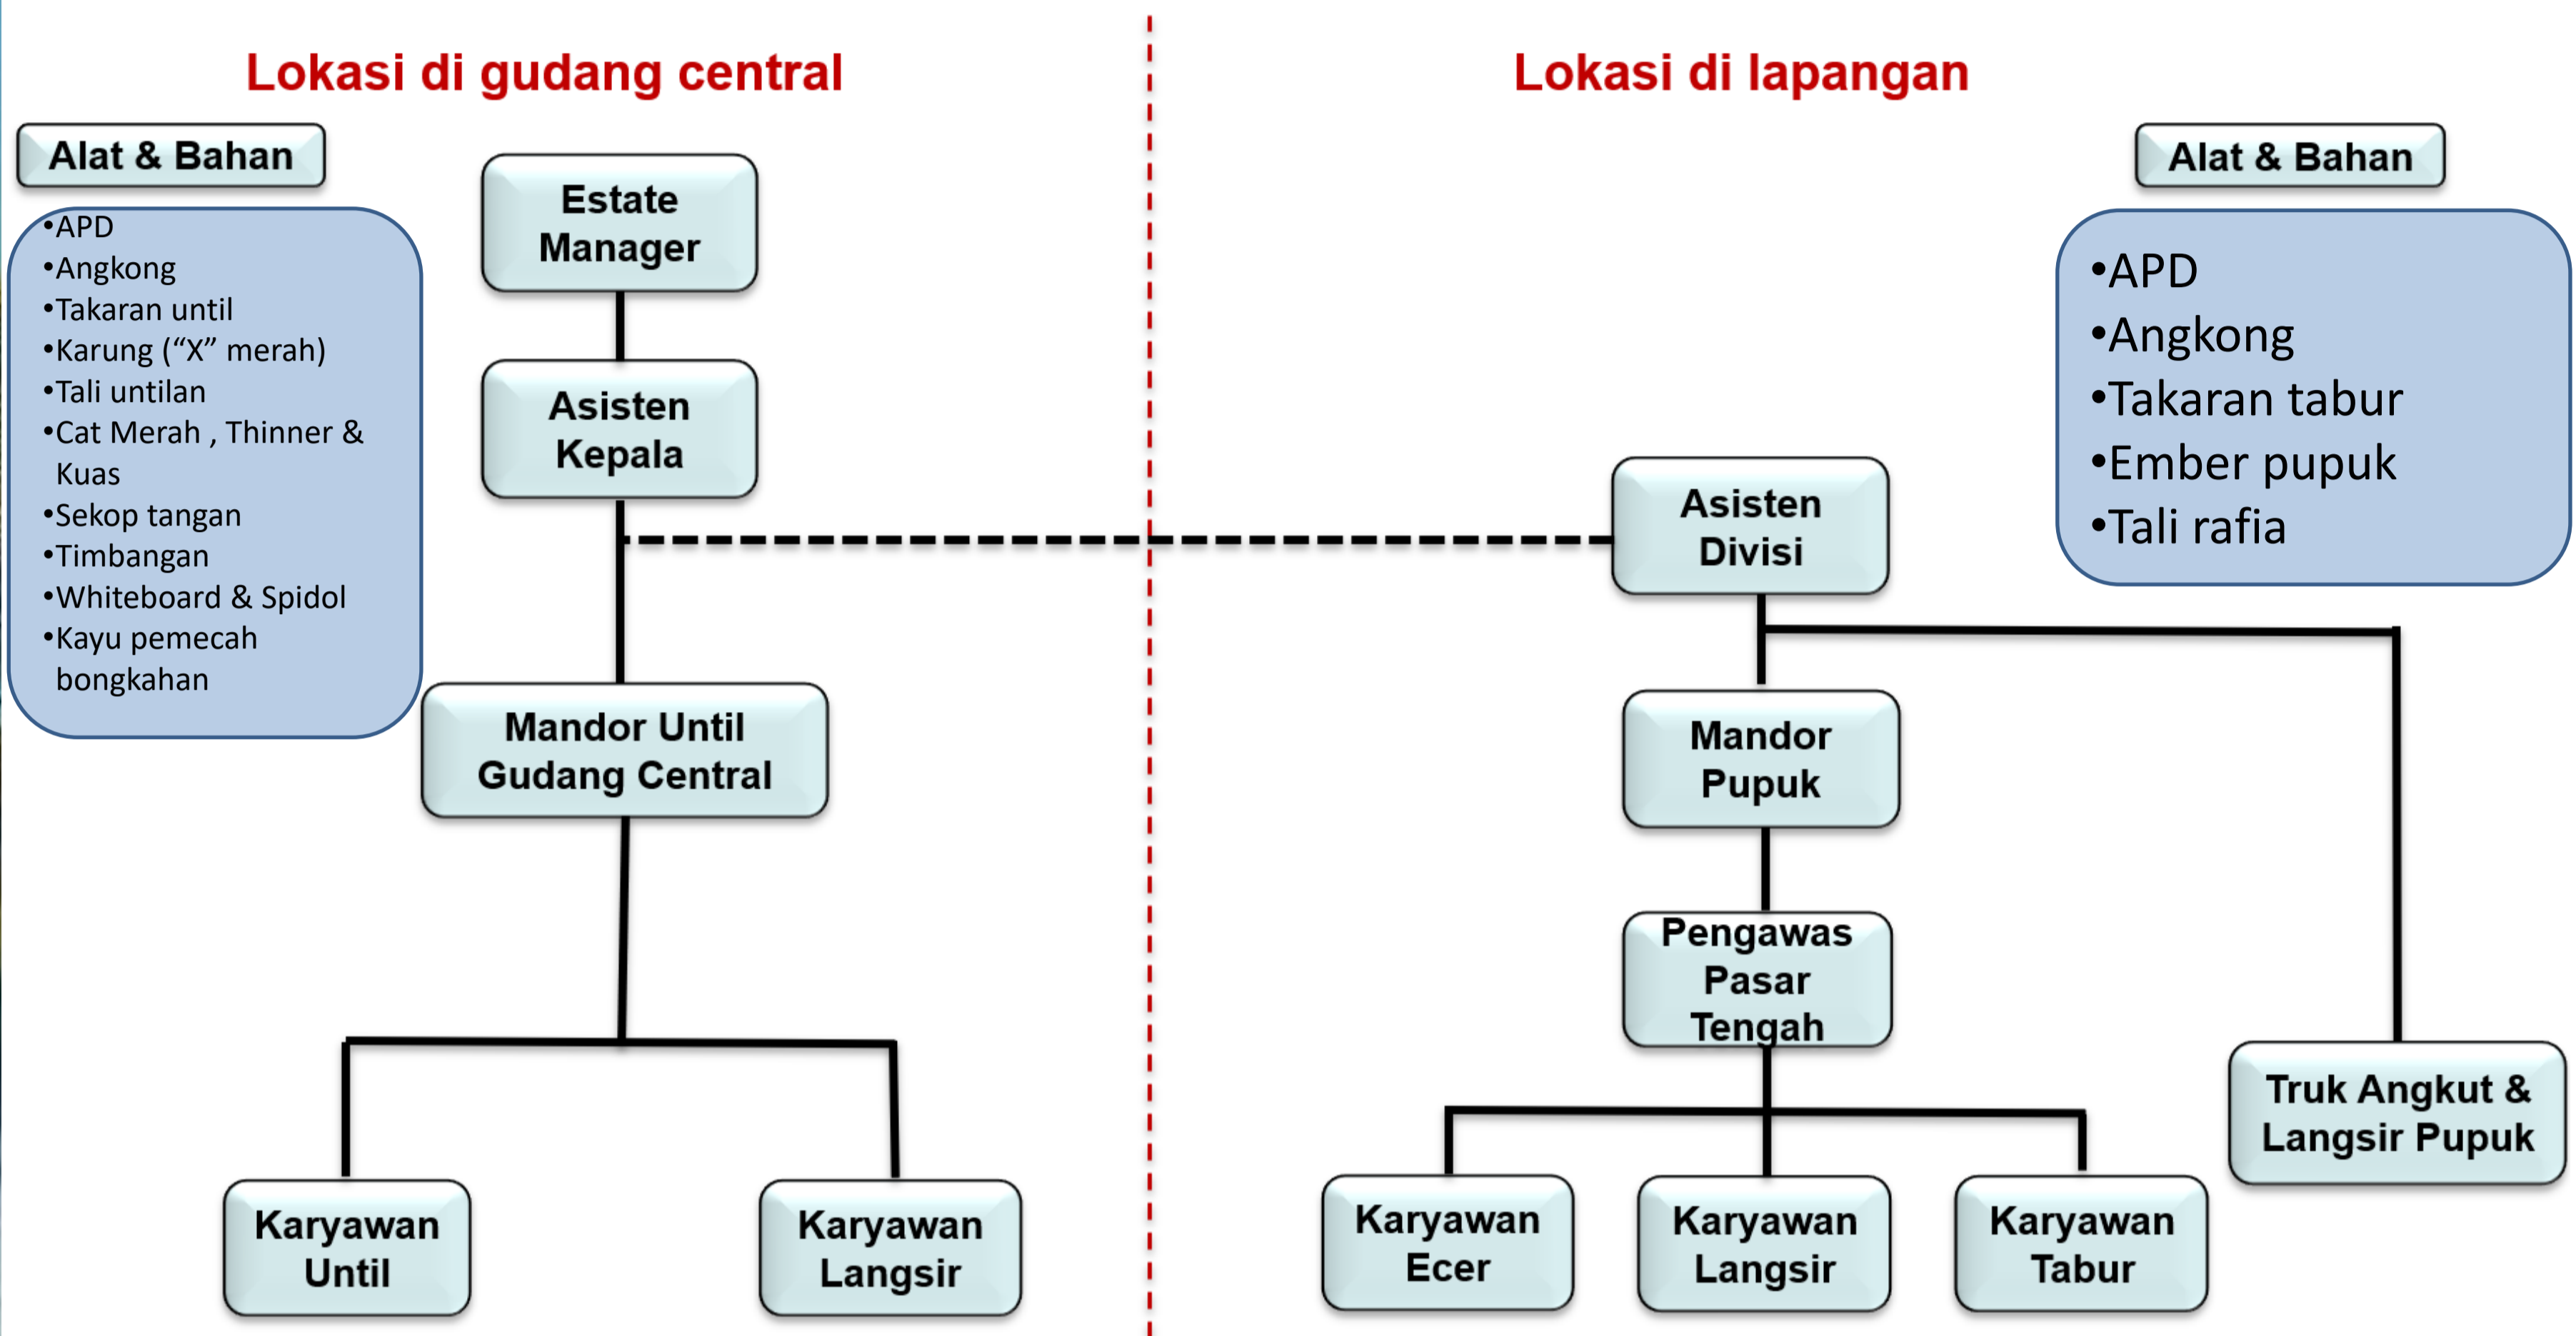 Lokasi di gudang central
Alat & Bahan
•APD
•Angkong
•Takaran until
•Karung (“X” merah)
•Tali untilan
•Cat Merah , Thinner &
Kuas
•Sekop tangan
•Timbangan
•Whiteboard & Spidol
•Kayu pemecah
bongkahan
Estate
Manager
Asisten
Kepala
Mandor Until
Gudang Central
Karyawan
Until
Karyawan
Langsir
Lokasi di lapangan
Alat & Bahan
•APD
•Angkong
•Takaran tabur
•Ember pupuk
•Tali rafia
Asisten
Divisi
Mandor
Pupuk
Pengawas
Pasar
Tengah
Truk Angkut &
Langsir Pupuk
Karyawan
Ecer
Karyawan
Langsir
Karyawan
Tabur